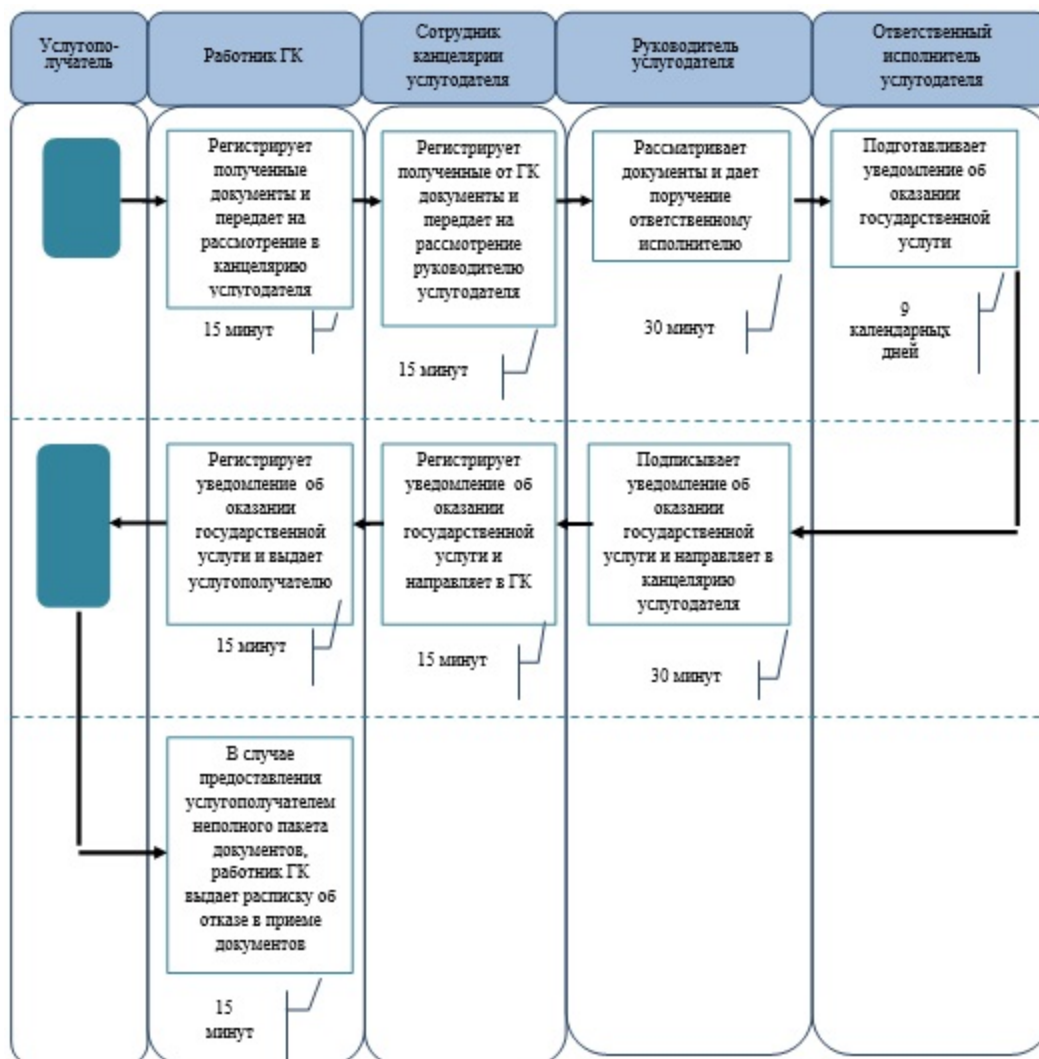 Услугопо-
лучатель
Работник ГК
Сотрудник
канцелярии
услугодателя
Руководитель
услугодателя
Ответственный
исполнитель
услугодателя
Регистрирует
полученные
документы и
передает на
рассмотрение в
канцелярию
услугодателя
15 минут
Регистрирует
полученные от ГК
документы и
передает на
рассмотрение
руководителю
услугодателя
15 минут
Рассматривает
документы и дает
поручение
ответственному
исполнителю
30 минут
Подготавливает
уведомление об
оказании
государственной
услуги
9
календарных
дней
Регистрирует
уведомление об
оказании
государственной
услуги и выдает
услугополучателю
15 минут
Регистрирует
уведомление об
оказании
государственной
услуги и
направляет в ГК
15 минут
Подписывает
уведомление об
оказании
государственной
услуги и направляет в
канцелярию
услугодателя
30 минут
В случае
предоставления
услугополучателем
неполного пакета
документов,
работник ГК
выдает расписку об
отказе в приеме
документов
15
минут